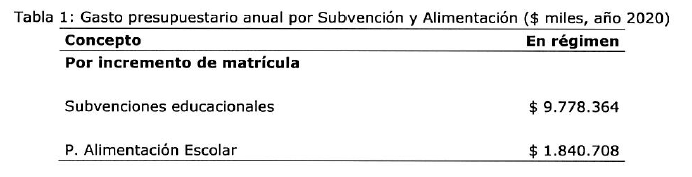 Tabla 1: Gasto presupuestario anual por Subvención y Alimentación ($ miles, año 2020)
Concepto En régimen
Por incremento de matrícula
Subvenciones educacionales $ 9.778.364
P. Alimentación Escolar $ 1.840.708